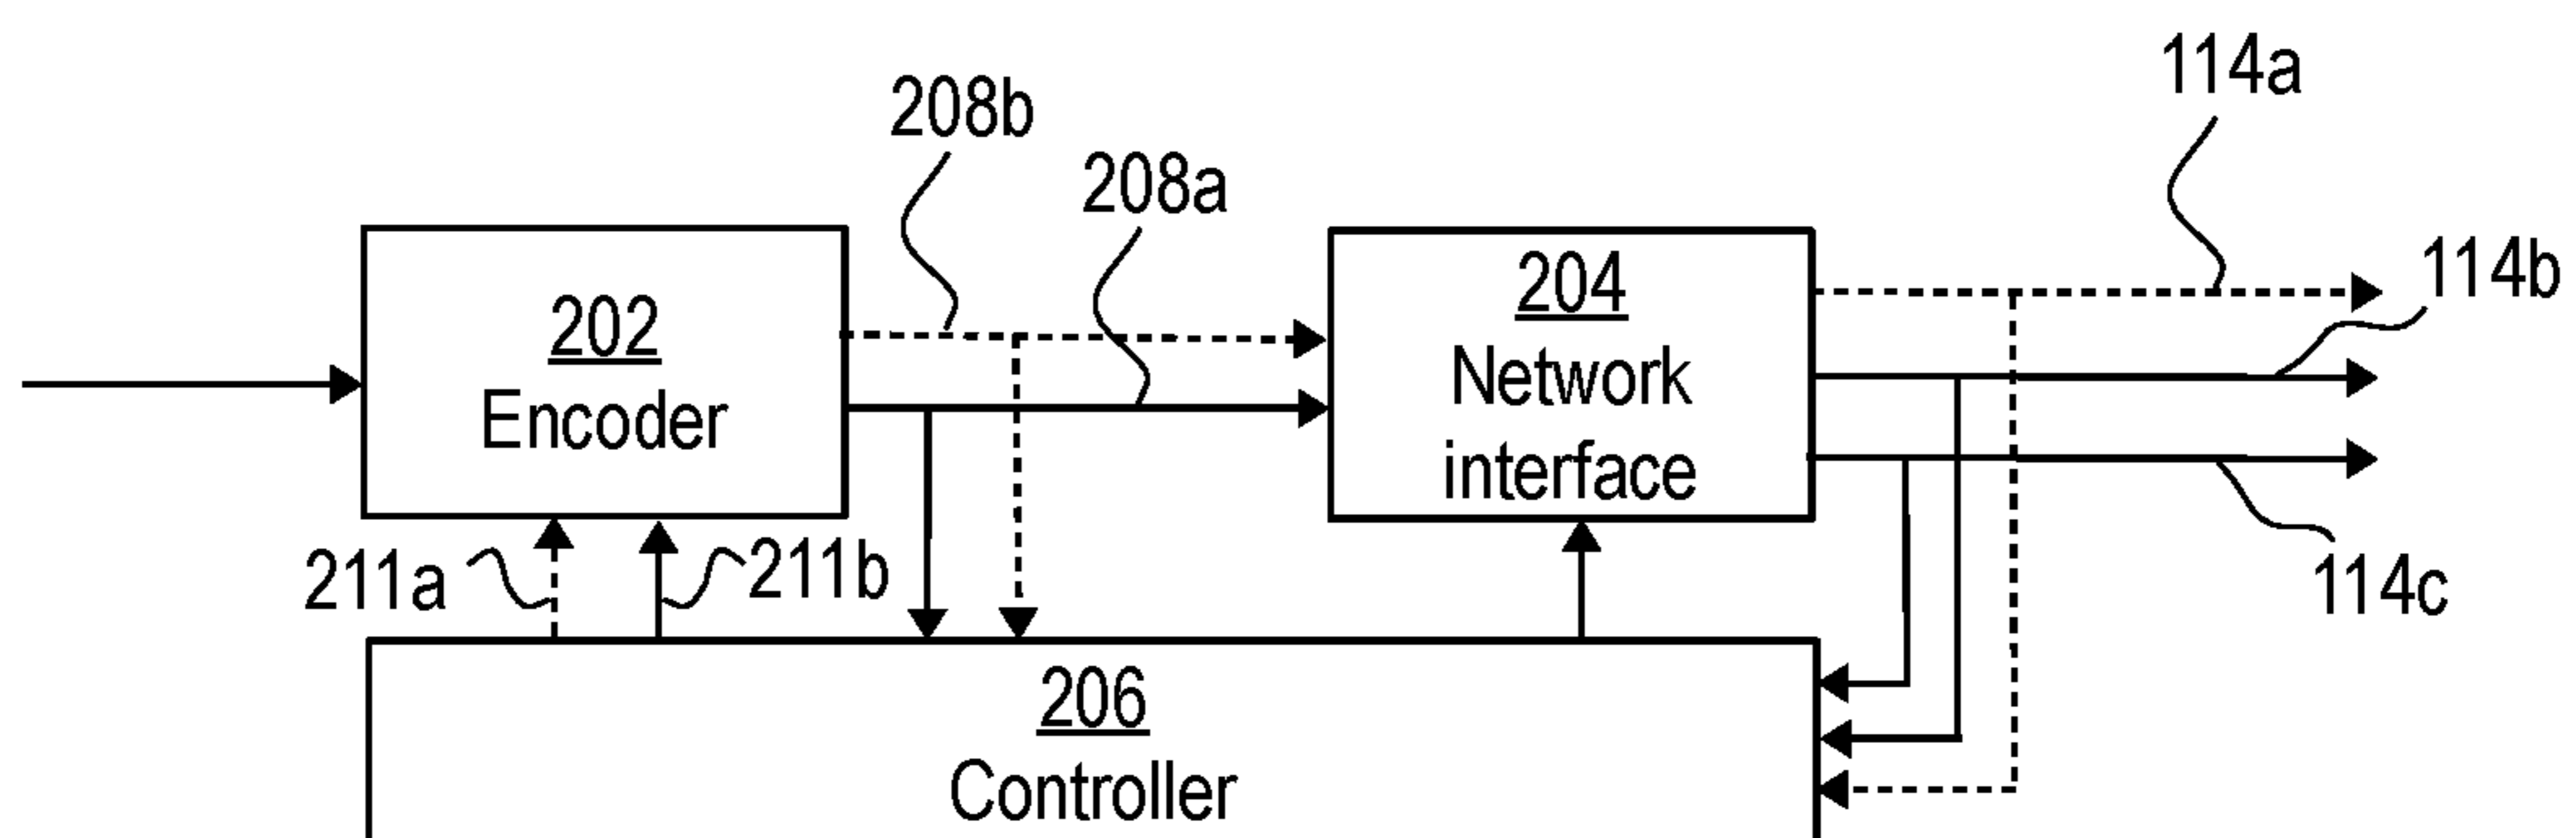 114a
208b
208a
114b
202
Encoder
204
Network
interface
211a
211b
114c
206
Controller